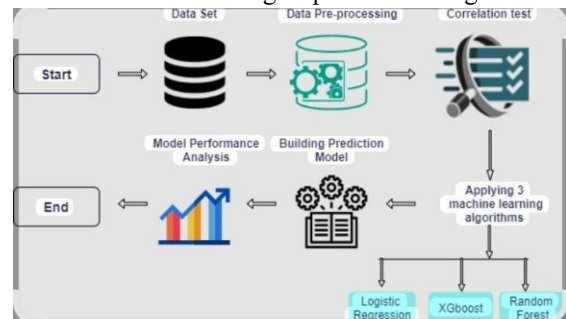 Data Set
Data Pre-processing
Correlation test
Start
Model Performance
Analysis
Building Prediction
Model
End
Applying 3
machine learning
algorithms
Logistic
Regression
XGboost
Random
Forest